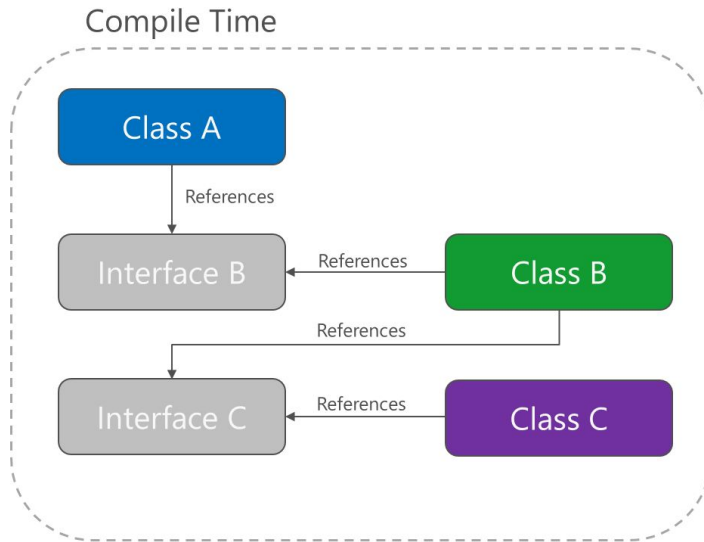 Compile Time
Class A
References
Interface B
References
Class B
References
Interface C
References
Class C